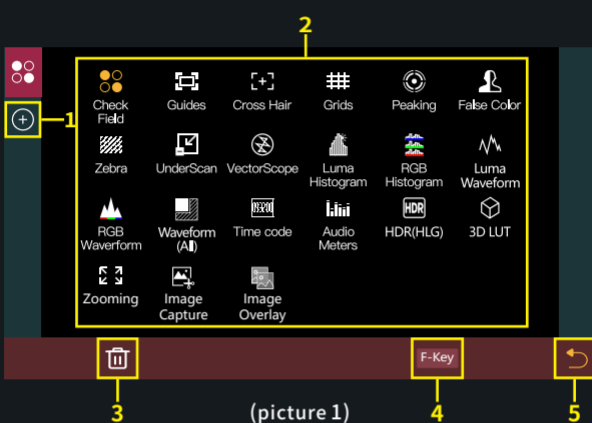 2
1
Check
Field
Guides
Cross Hair
Grids
Peaking
False Color
Zebra
UnderScan
VectorScope
Luma
Histogram
RGB
Histogram
Luma
Waveform
RGB
Waverform
Waveform
(All)
Time code
Audio
Meters
HDR
HDR(HLG)
3D LUT
Zooming
Image
Capture
Image
Overlay
F-Key
3
(picture 1)
4
5